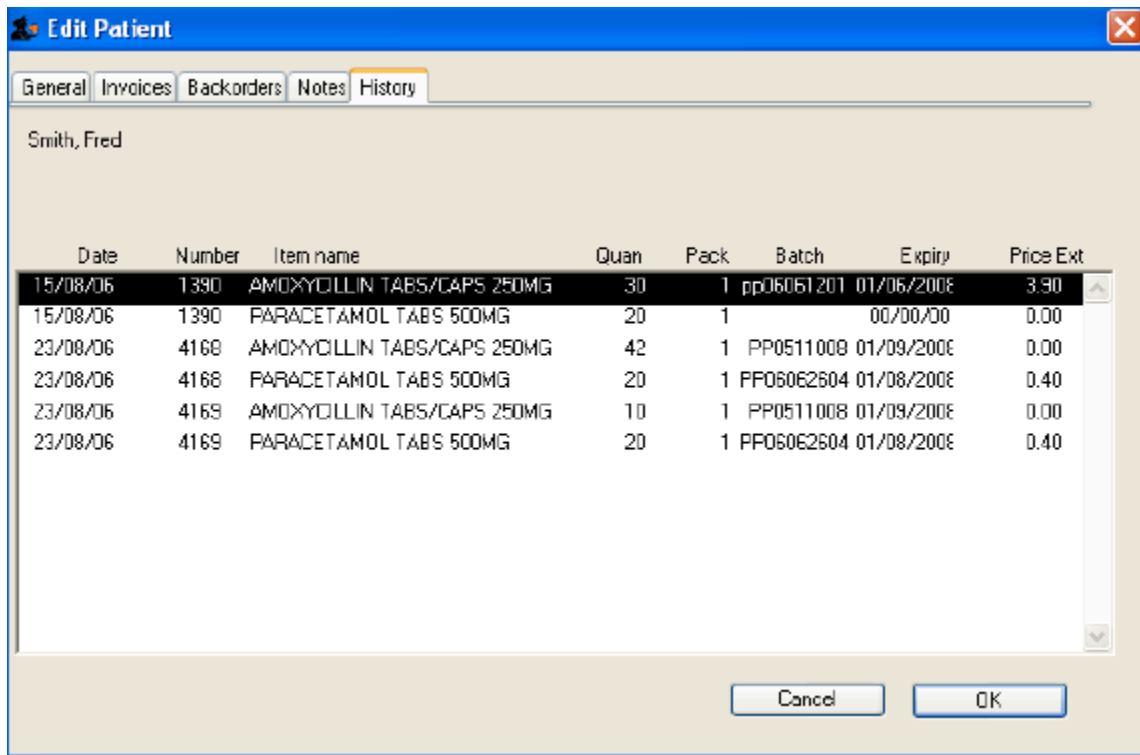 Edit Patient
General Invoices Backorders Notes History
Smith, Fred
Date Number Item name Quan Pack Batch Expiry Price Ext
15/08/06 1390 AMOXYCILLIN TABS/CAPS 250MG 30 1 pp06061201 01/06/2008 3.90
15/08/06 1390 PARACETAMOL TABS 500MG 20 1 00/00/00 0.00
23/08/06 4168 AMOXYCILLIN TABS/CAPS 250MG 42 1 PP0511008 01/09/2008 0.00
23/08/06 4168 PARACETAMOL TABS 500MG 20 1 PP06062604 01/08/2008 0.40
23/08/06 4169 AMOXYCILLIN TABS/CAPS 250MG 10 1 PP0511008 01/09/2008 0.00
23/08/06 4169 PARACETAMOL TABS 500MG 20 1 PP06062604 01/08/2008 0.40
Cancel OK